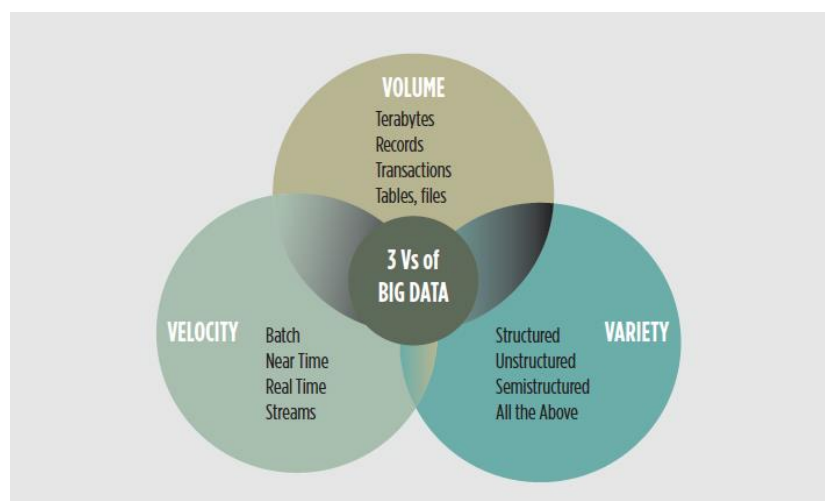 VOLUME
Terabytes
Records
Transactions
Tables, files
3 Vs of
BIG DATA
VELOCITY
Batch
Near Time
Real Time
Streams
VARIETY
Structured
Unstructured
Semistructured
All the Above